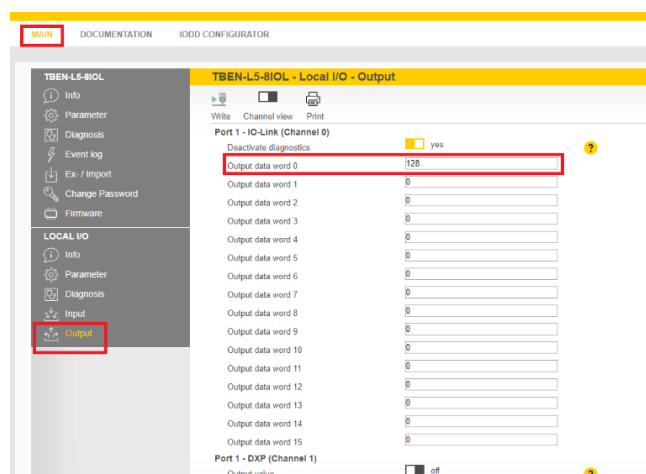 MAIN DOCUMENTATION IODD CONFIGURATOR
TBEN-L5-8IOL
Info
Parameter
Diagnosis
Event log
Ex- / Import
Change Password
Firmware
LOCAL I/O
Info
Parameter
Diagnosis
Input
Output
TBEN-L5-8IOL - Local I/O - Output
Write Channel view Print
Port 1 - IO-Link (Channel 0)
Deactivate diagnostics yes ?
Output data word 0 128
Output data word 1 0
Output data word 2 0
Output data word 3 0
Output data word 4 0
Output data word 5 0
Output data word 6 0
Output data word 7 0
Output data word 8 0
Output data word 9 0
Output data word 10 0
Output data word 11 0
Output data word 12 0
Output data word 13 0
Output data word 14 0
Output data word 15 0
Port 1 - DXP (Channel 1)
Output value off ?